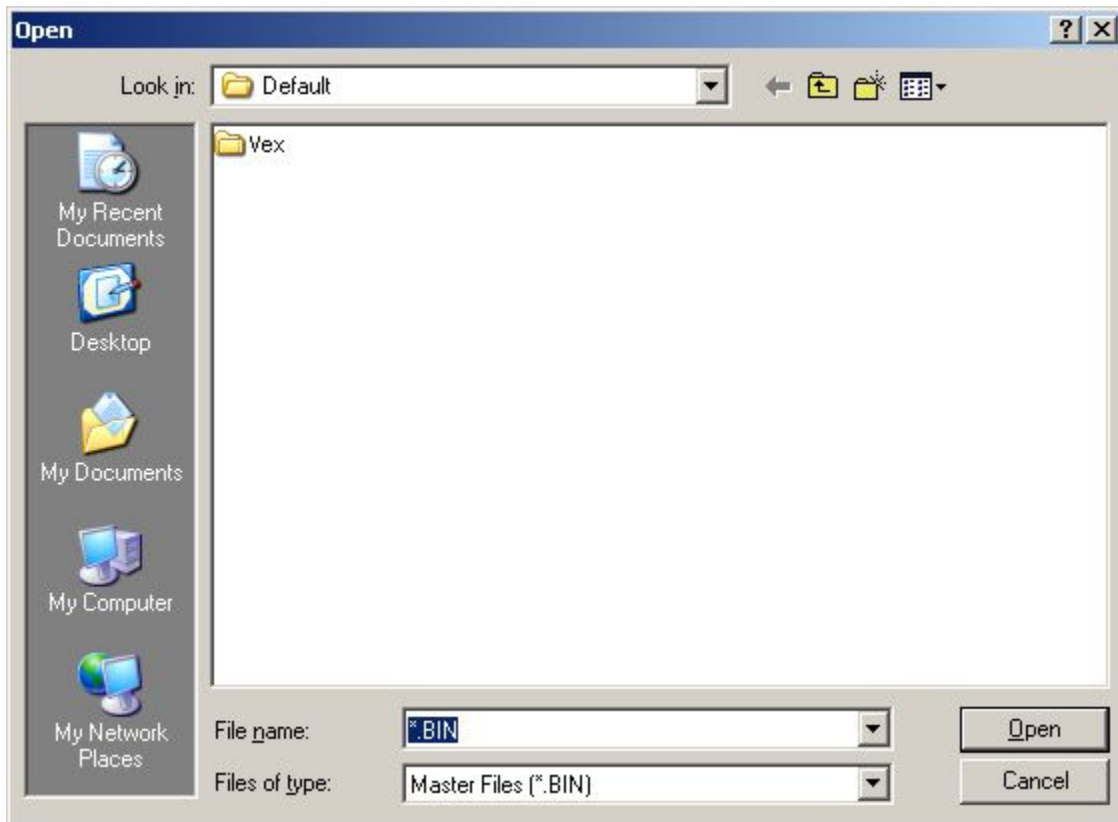 Open
Look in: Default
Vex
My Recent
Documents
Desktop
My Documents
My Computer
My Network
Places
File name: *.BIN
Open
Files of type: Master Files (*.BIN)
Cancel